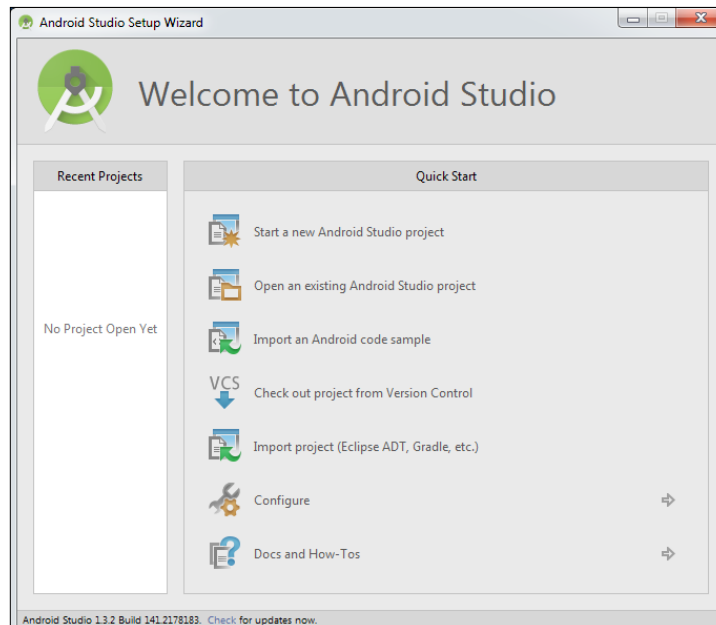 Android Studio Setup Wizard
Welcome to Android Studio
Recent Projects
No Project Open Yet
Quick Start
Start a new Android Studio project
Open an existing Android Studio project
Import an Android code sample
VCS
Check out project from Version Control
Import project (Eclipse ADT, Gradle, etc.)
Configure
Docs and How-Tos
Android Studio 1.3.2 Build 141.2178183. Check for updates now.